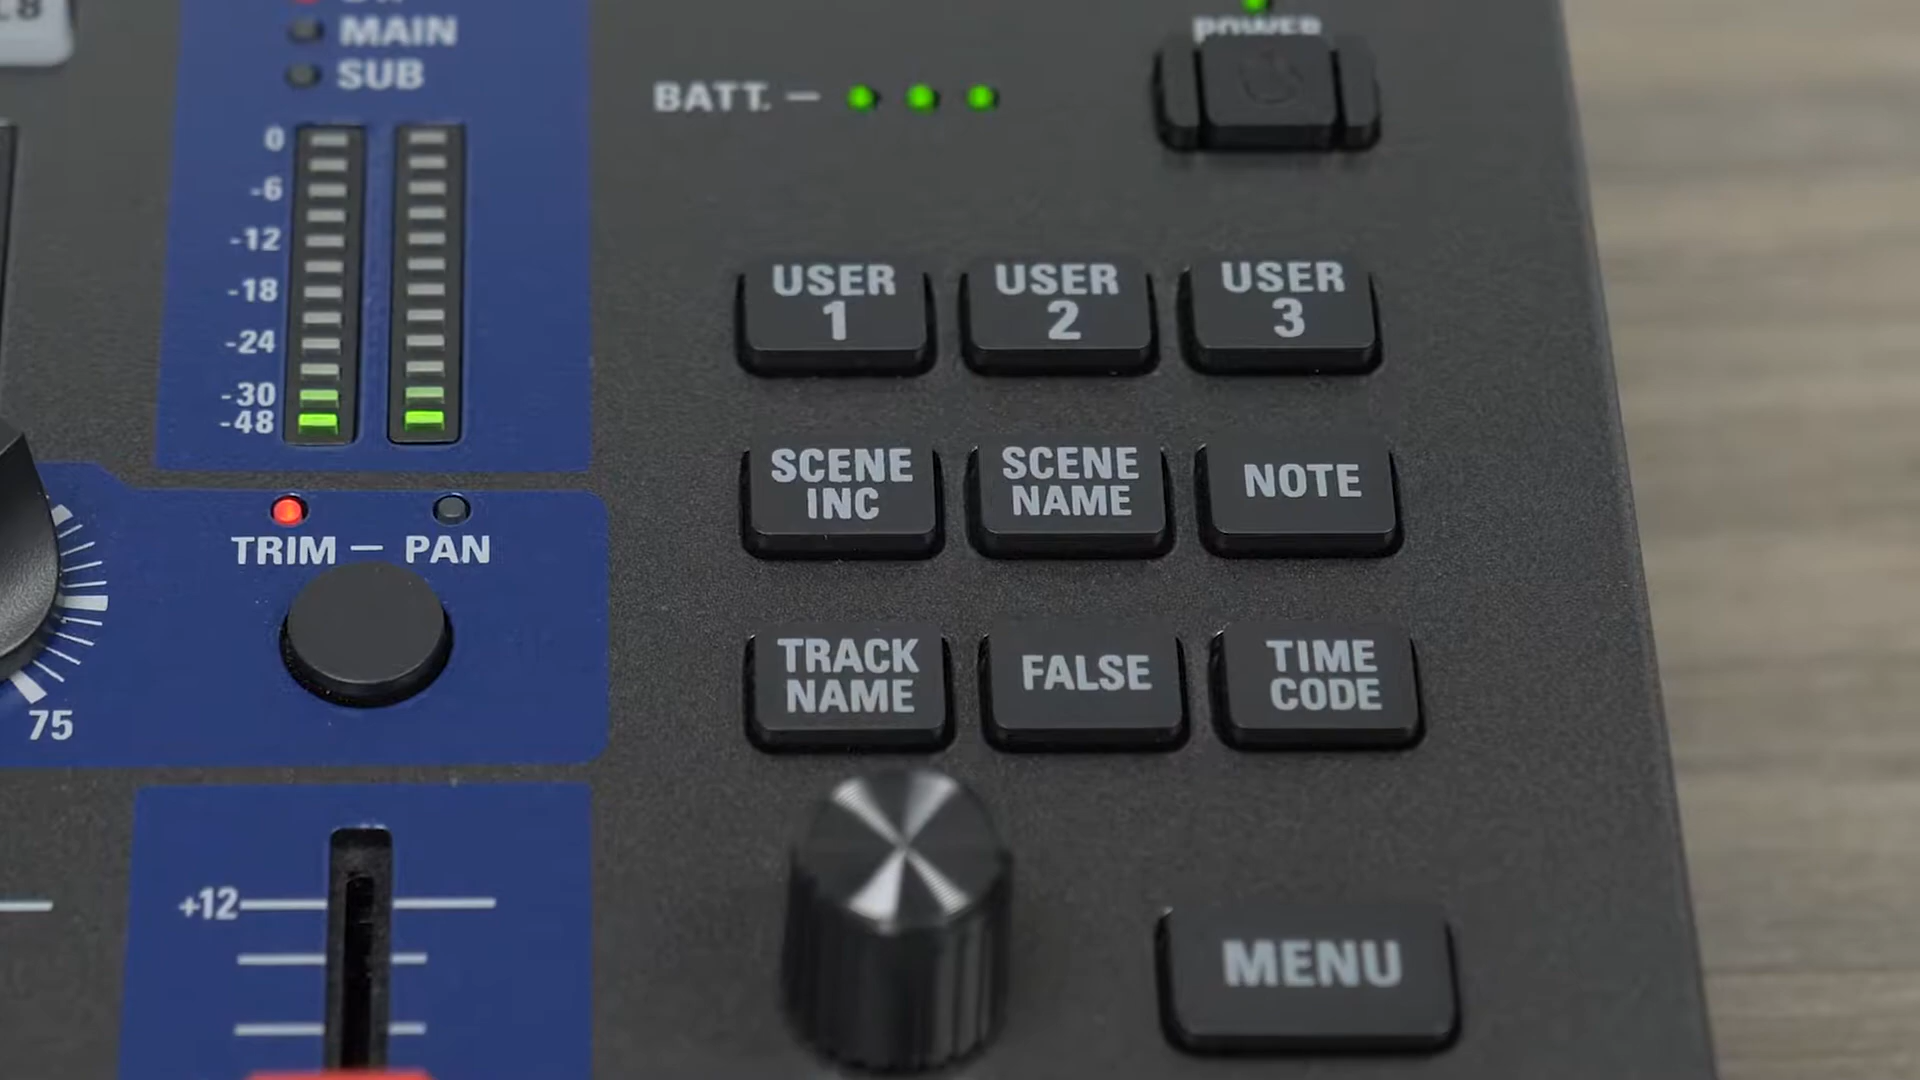 MAIN
SUB
BATT. —
POWER
0
-6
-12
-18
-24
-30
-48
USER 1
USER 2
USER 3
SCENE INC
SCENE NAME
NOTE
TRIM — PAN
TRACK NAME
FALSE
TIME CODE
75
+12
MENU